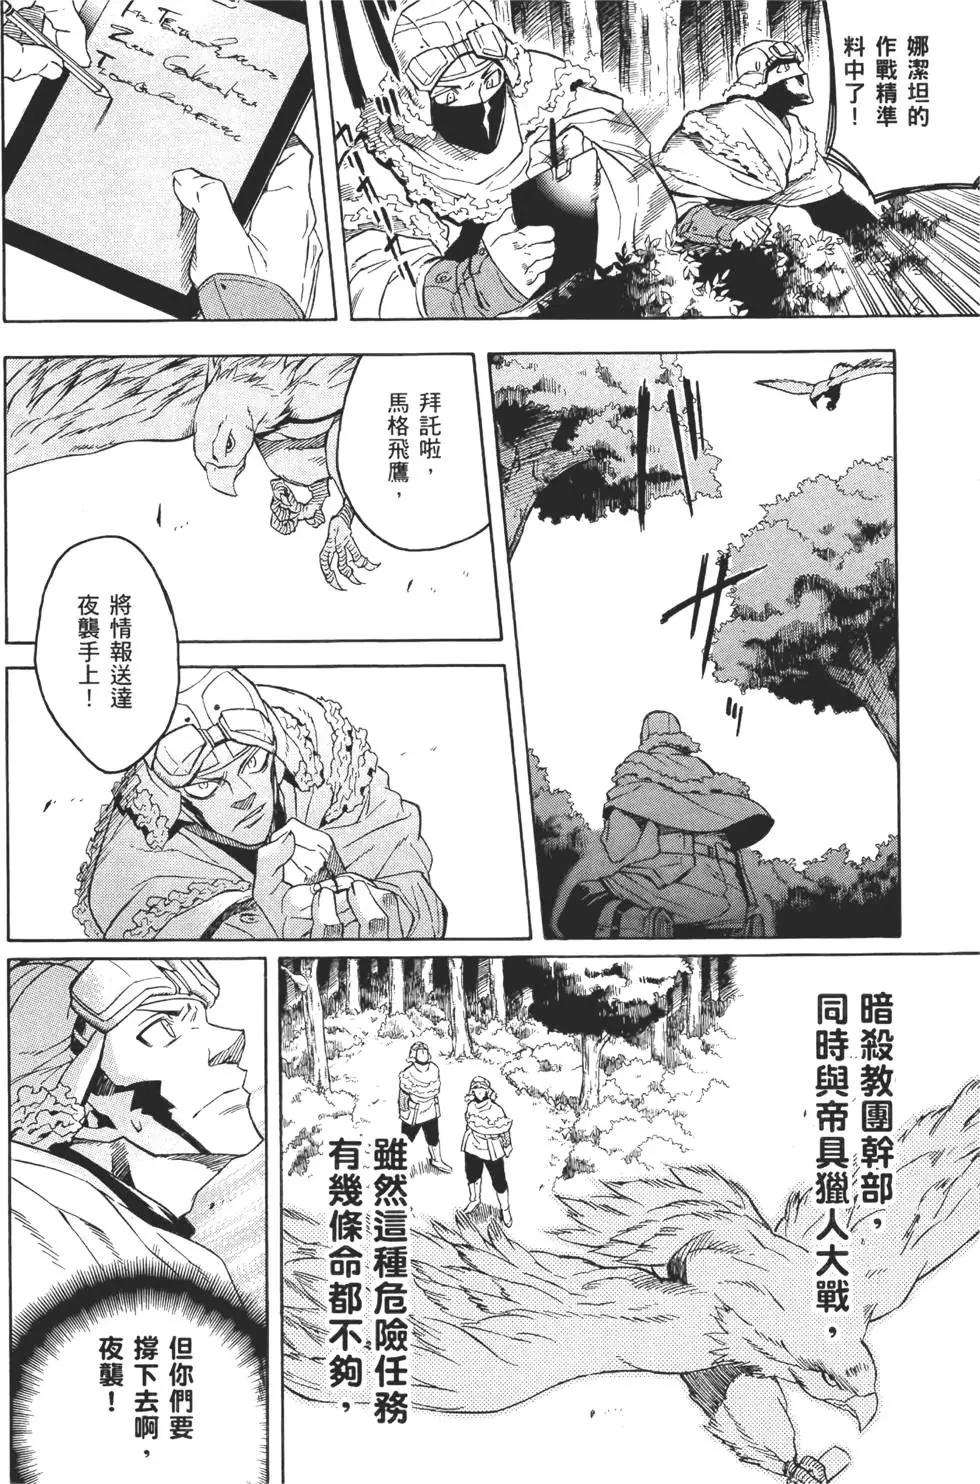 娜潔坦的
作戰精準
料中了！
拜託啦，
馬格飛鷹，
將情報送達
夜襲手上！
暗殺教團幹部，
同時與帝具獵人大戰，
雖然這種危險任務
有幾條命都不夠，
但你們要
撐下去啊，
夜襲！